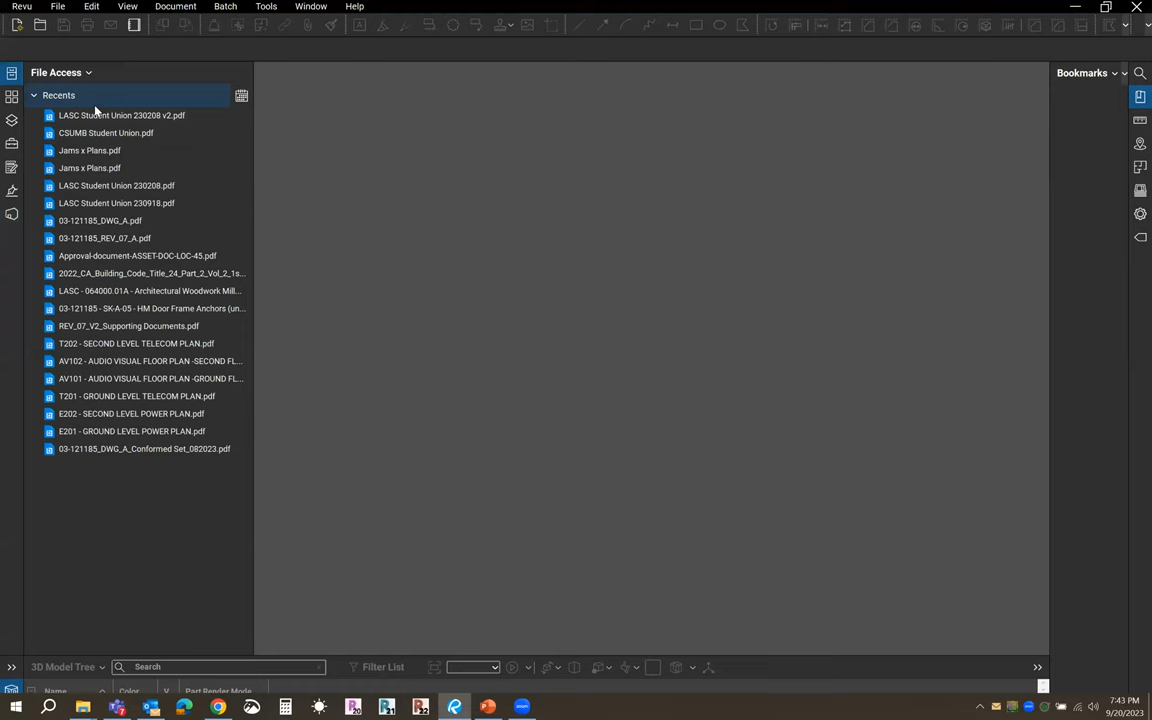 Revu File Edit View Document Batch Tools Window Help
File Access Bookmarks
Recents
LASC Student Union 230208 v2.pdf
CSUMB Student Union.pdf
Jams x Plans.pdf
Jams x Plans.pdf
LASC Student Union 230208.pdf
LASC Student Union 230918.pdf
03-121185_DWG_A.pdf
03-121185_REV_07_A.pdf
Approval-document-ASSET-DOC-LOC-45.pdf
2022_CA_Building_Code_Title_24_Part_2_Vol_2_1s...
LASC - 064000.01A - Architectural Woodwork Mill...
03-121185 - SK-A-05 - HM Door Frame Anchors (un...
REV_07_V2_Supporting Documents.pdf
T202 - SECOND LEVEL TELECOM PLAN.pdf
AV102 - AUDIO VISUAL FLOOR PLAN -SECOND FL...
AV101 - AUDIO VISUAL FLOOR PLAN -GROUND FL...
T201 - GROUND LEVEL TELECOM PLAN.pdf
E202 - SECOND LEVEL POWER PLAN.pdf
E201 - GROUND LEVEL POWER PLAN.pdf
03-121185_DWG_A_Conformed Set_082023.pdf
3D Model Tree Search Filter List
Name Color V Part Render Mode
7:43 PM
9/20/2023